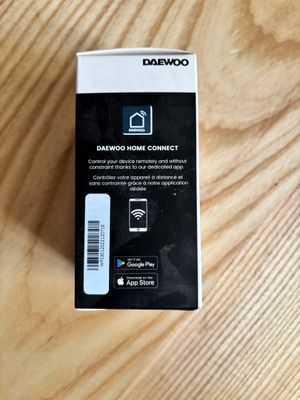 DAEWOO
DAEWOO
DAEWOO HOME CONNECT
Control your device remotely and without
constraint thanks to our dedicated app.
Contrôlez votre appareil à distance et
sans contrainte grâce à notre application
dédiée
GET IT ON
Google Play
Download on the
App Store